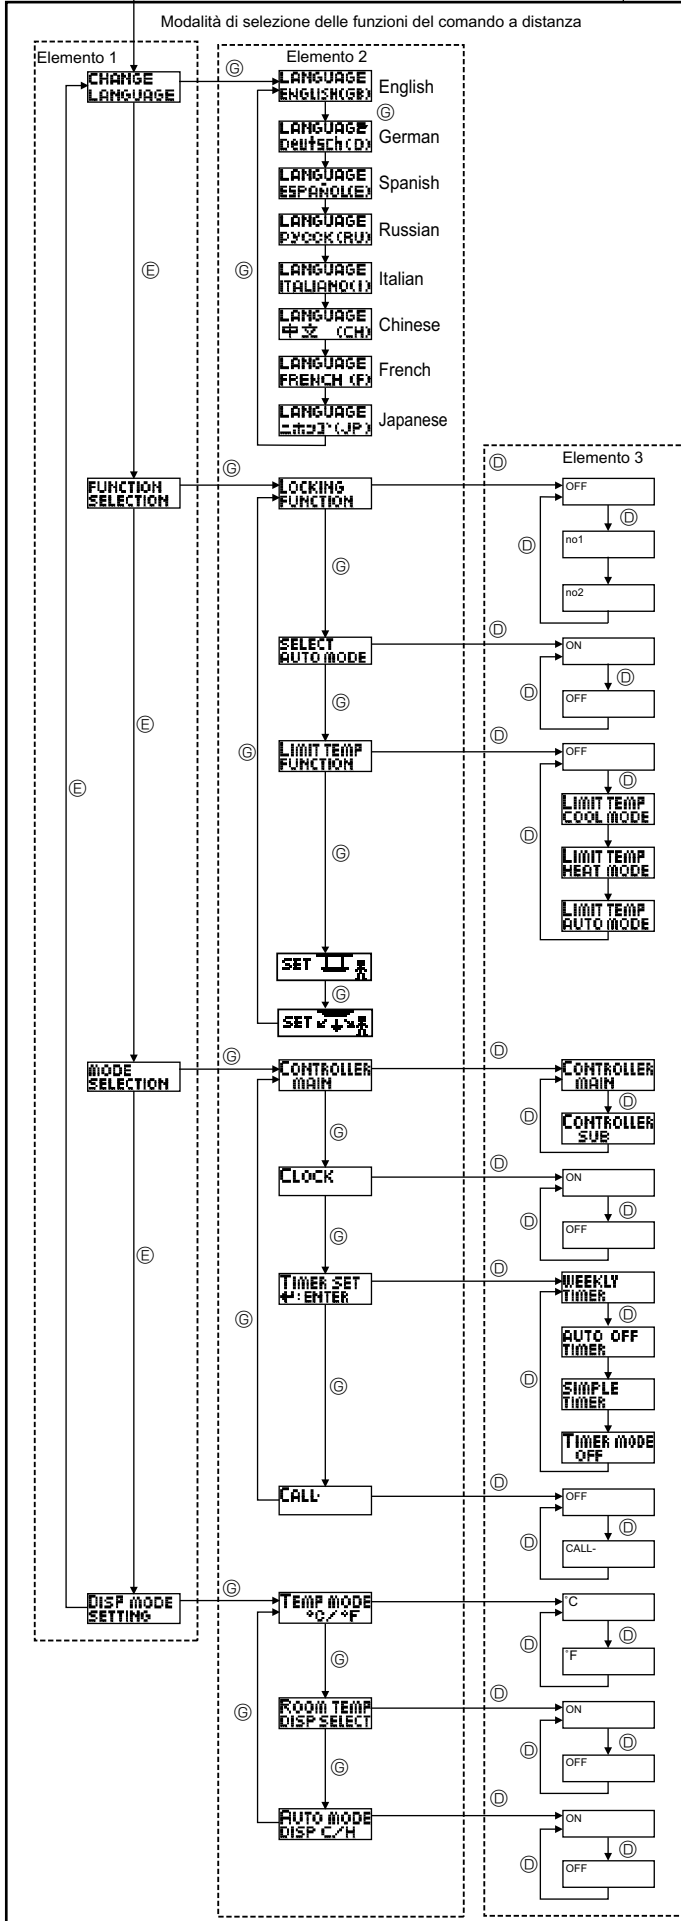 Modalità di selezione delle funzioni del comando a distanza
Elemento 1
Elemento 2
CHANGE
LANGUAGE
Ⓖ
LANGUAGE
ENGLISH(GB)
English
Ⓖ
LANGUAGE
Deutsch(D)
German
LANGUAGE
ESPAÑOL(E)
Spanish
LANGUAGE
РУССК(RU)
Russian
Ⓔ
Ⓖ
LANGUAGE
ITALIANO(I)
Italian
LANGUAGE
中文 (CH)
Chinese
LANGUAGE
FRENCH (F)
French
LANGUAGE
ニホンゴ(JP)
Japanese
Elemento 3
FUNCTION
SELECTION
Ⓖ
LOCKING
FUNCTION
Ⓓ
OFF
Ⓓ
Ⓓ
no1
no2
Ⓖ
SELECT
AUTO MODE
Ⓓ
ON
Ⓓ
Ⓓ
OFF
Ⓖ
Ⓔ
Ⓖ
LIMIT TEMP
FUNCTION
Ⓓ
OFF
Ⓓ
Ⓔ
Ⓓ
LIMIT TEMP
COOL MODE
LIMIT TEMP
HEAT MODE
LIMIT TEMP
AUTO MODE
Ⓖ
SET
Ⓖ
SET
MODE
SELECTION
Ⓖ
CONTROLLER
MAIN
Ⓓ
CONTROLLER
MAIN
Ⓓ
Ⓓ
CONTROLLER
SUB
Ⓖ
CLOCK
Ⓓ
ON
Ⓓ
Ⓓ
OFF
Ⓖ
Ⓔ
TIMER SET
↵:ENTER
Ⓓ
WEEKLY
TIMER
Ⓓ
Ⓖ
AUTO OFF
TIMER
Ⓓ
SIMPLE
TIMER
TIMER MODE
OFF
Ⓖ
CALL-
Ⓓ
OFF
Ⓓ
Ⓓ
CALL-
DISP MODE
SETTING
Ⓖ
TEMP MODE
°C/°F
Ⓓ
°C
Ⓓ
Ⓓ
°F
Ⓖ
Ⓖ
ROOM TEMP
DISP SELECT
Ⓓ
ON
Ⓓ
Ⓓ
OFF
Ⓖ
AUTO MODE
DISP C/H
Ⓓ
ON
Ⓓ
Ⓓ
OFF